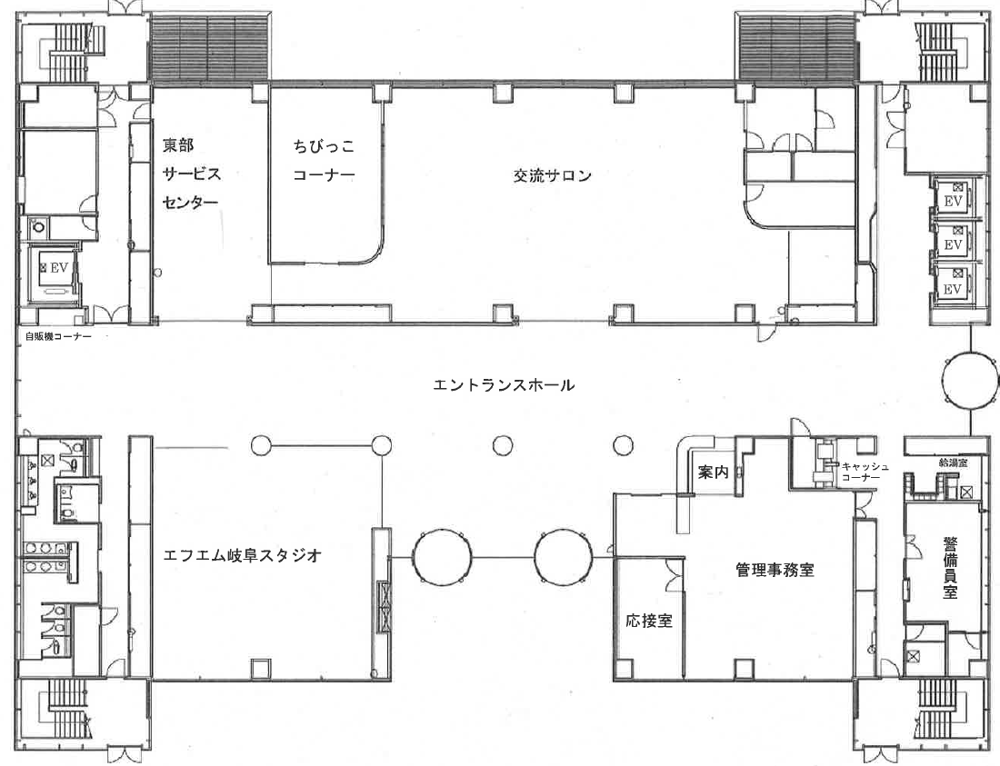 東部
サービス
センター
ちびっこ
コーナー
交流サロン
EV
EV
EV
EV
自販機コーナー
エントランスホール
案内
キャッシュ
コーナー
給湯室
エフエム岐阜スタジオ
管理事務室
警備員室
応接室